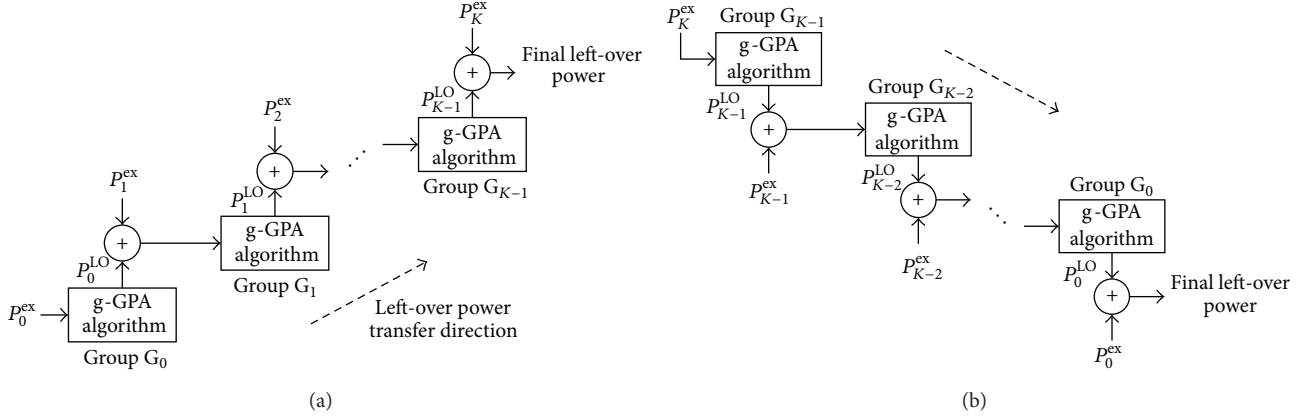 P_K^ex
Final left-over
power
P_{K−1}^LO
g-GPA
algorithm
Group G_{K−1}
P_2^ex
+
...
P_1^ex
+
P_1^LO
g-GPA
algorithm
Group G_1
+
P_0^LO
P_0^ex
g-GPA
algorithm
Group G_0
Left-over power
transfer direction
(a)
P_K^ex
Group G_{K−1}
g-GPA
algorithm
P_{K−1}^LO
+
P_{K−1}^ex
Group G_{K−2}
g-GPA
algorithm
P_{K−2}^LO
+
P_{K−2}^ex
...
Group G_0
g-GPA
algorithm
P_0^LO
+
Final left-over
power
P_0^ex
(b)